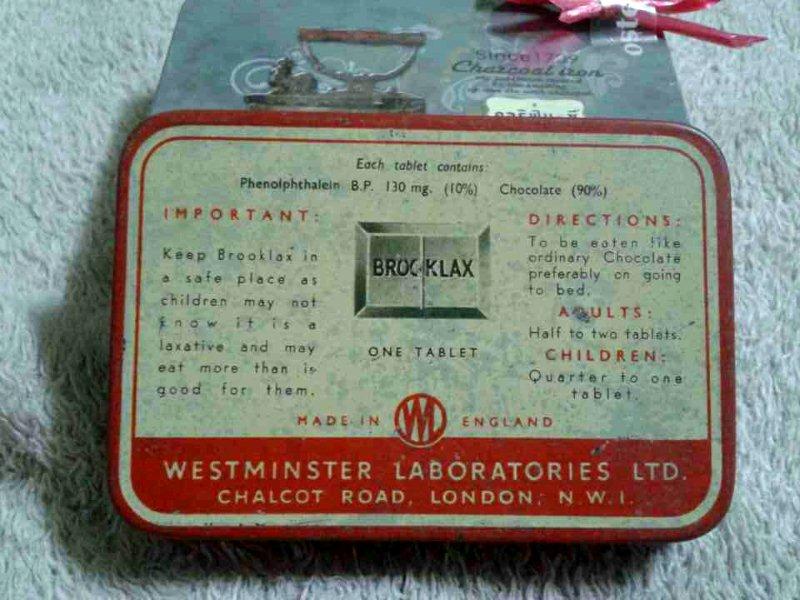 SINCE 1799
Charcoal iron
Each tablet contains:
Phenolphthalein B.P. 130 mg. (10%) Chocolate (90%)
IMPORTANT:
Keep Brooklax in
a safe place as
children may not
know it is a
laxative and may
eat more than is
good for them.
BROOKLAX
ONE TABLET
DIRECTIONS:
To be eaten like
ordinary Chocolate
preferably on going
to bed.
ADULTS:
Half to two tablets.
CHILDREN:
Quarter to one
tablet.
MADE IN WL ENGLAND
WESTMINSTER LABORATORIES LTD.
CHALCOT ROAD, LONDON, N.W.1.